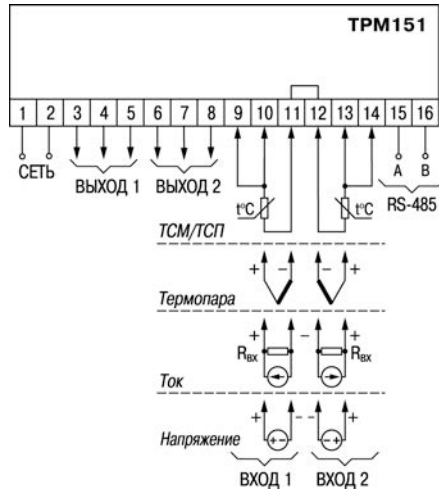 ТРМ151
1 2 3 4 5 6 7 8 9 10 11 12 13 14 15 16
СЕТЬ ВЫХОД 1 ВЫХОД 2 A B
RS-485
t°C t°C
ТСМ/ТСП
+ - - +
Термопара
+ - +
Rвх Rвх
Ток
+ - - +
+ - - +
Напряжение
ВХОД 1 ВХОД 2